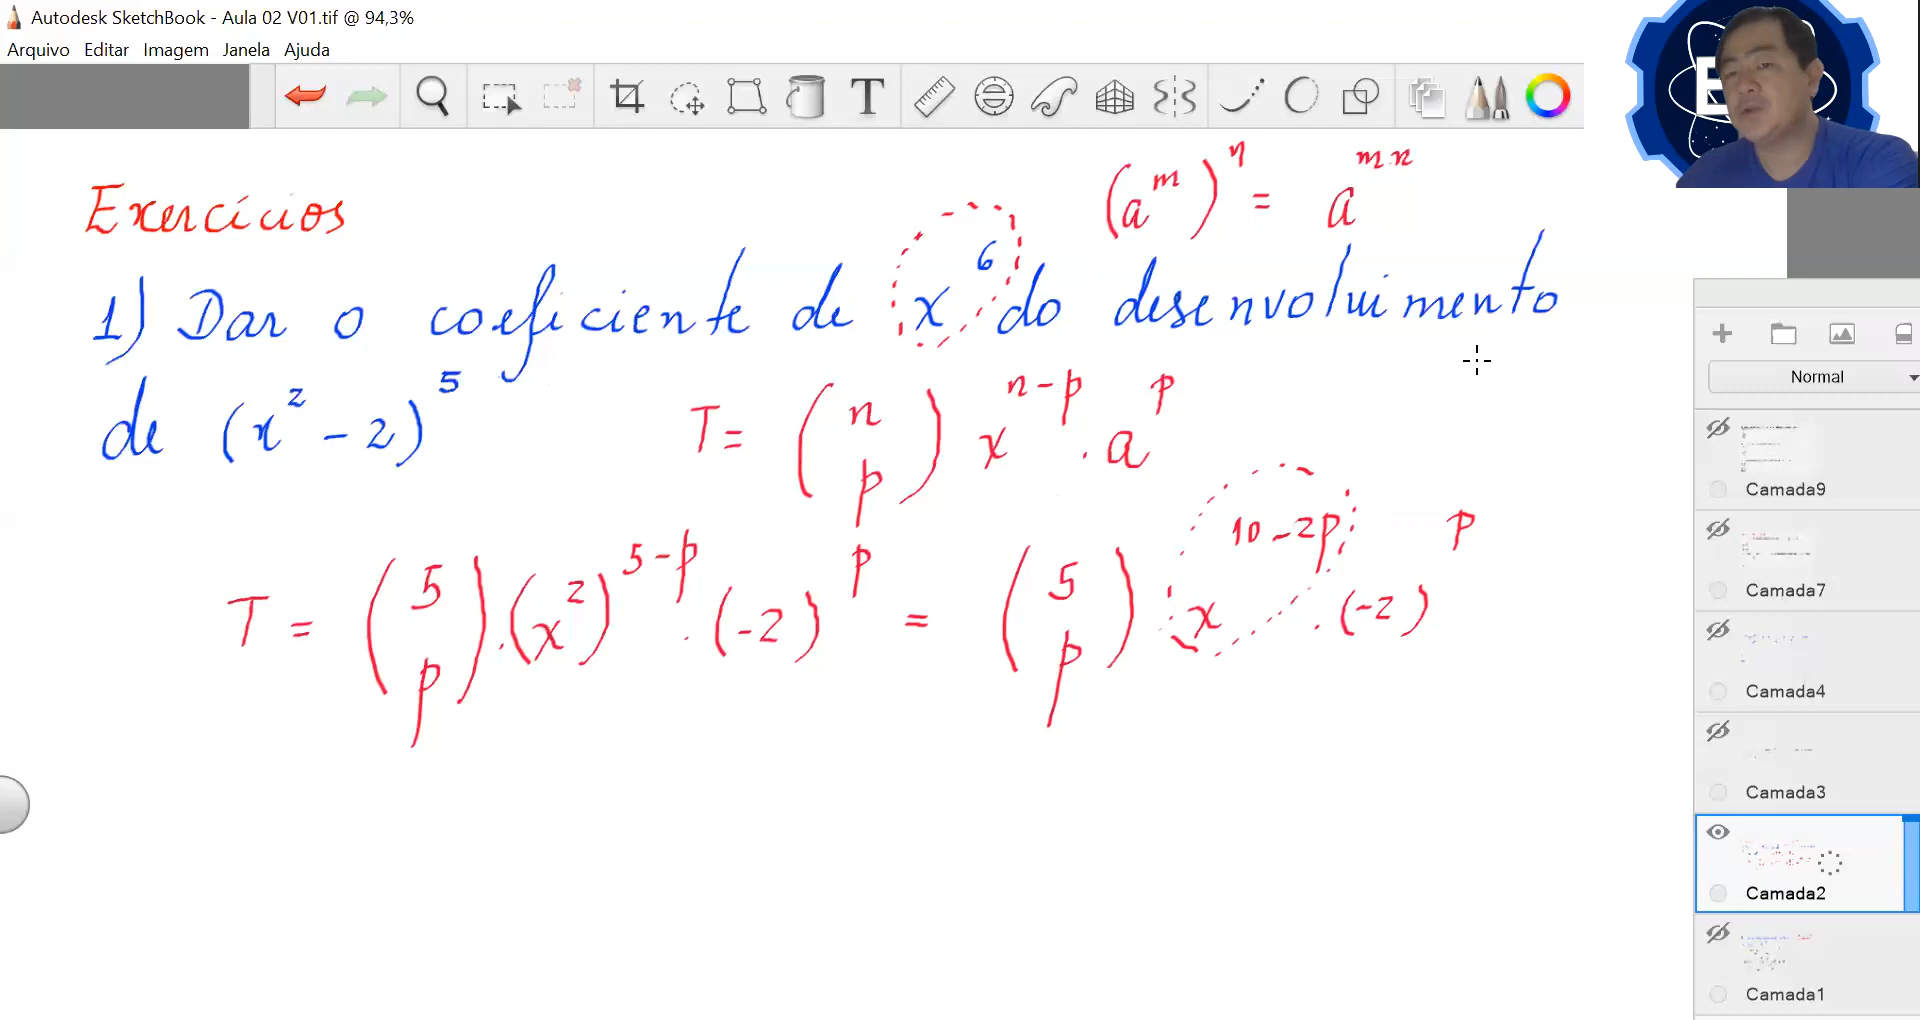 Autodesk SketchBook - Aula 02 V01.tif @ 94,3%
Arquivo Editar Imagem Janela Ajuda
Exercícios
(a^m)^n = a^{mn}
1) Dar o coeficiente de x^6 do desenvolvimento
de (x^2 - 2)^5
T = (n p) x^{n-p} . a^p
T = (5 p) . (x^2)^{5-p} . (-2)^p = (5 p) x^{10-2p} . (-2)^p
Normal
Camada9
Camada7
Camada4
Camada3
Camada2
Camada1